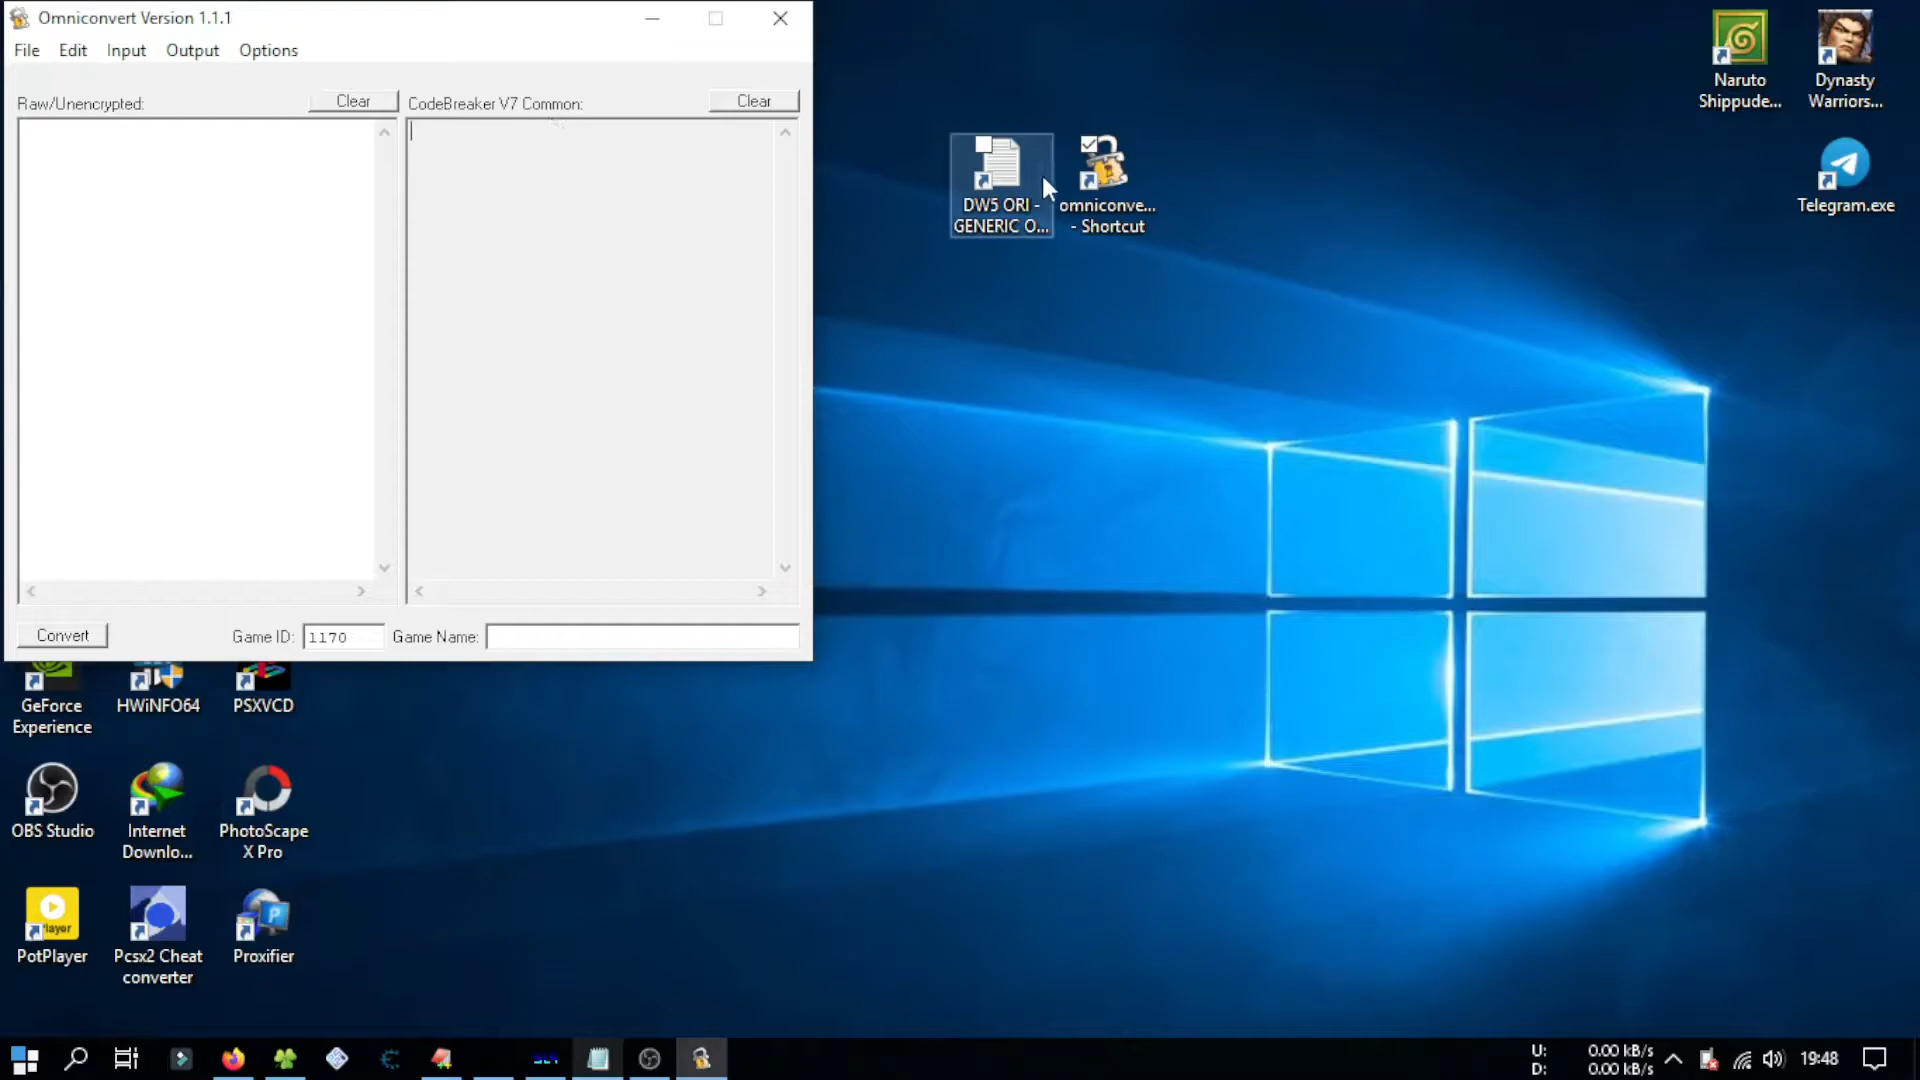 Omniconvert Version 1.1.1
File Edit Input Output Options
Raw/Unencrypted:
Clear
CodeBreaker V7 Common:
Clear
Convert
Game ID:
1170
Game Name:
DW5 ORI -
GENERIC O...
omniconve...
- Shortcut
Naruto
Shippude...
Dynasty
Warriors...
Telegram.exe
GeForce
Experience
HWiNFO64
PSXVCD
OBS Studio
Internet
Downlo...
PhotoScape
X Pro
PotPlayer
Pcsx2 Cheat
converter
Proxifier
U: 0.00 kB/s
D: 0.00 kB/s
19:48